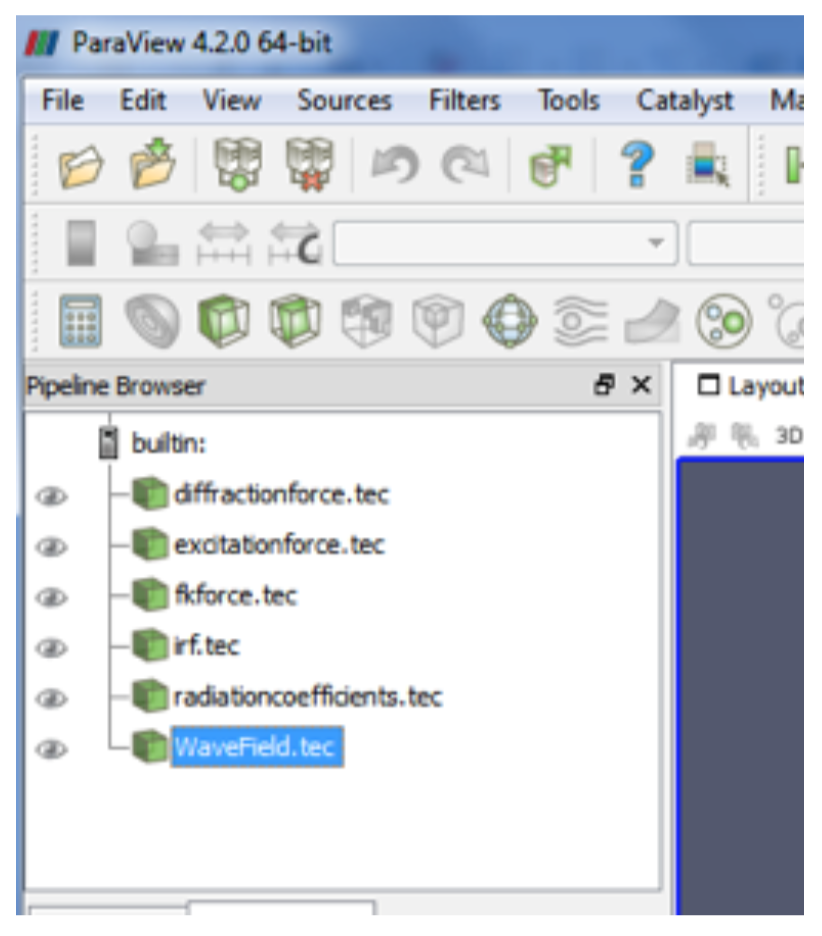 ParaView 4.2.0 64-bit
File Edit View Sources Filters Tools Catalyst Ma
Pipeline Browser
Layout
3D
builtin:
diffractionforce.tec
excitationforce.tec
fkforce.tec
irf.tec
radiationcoefficients.tec
WaveField.tec